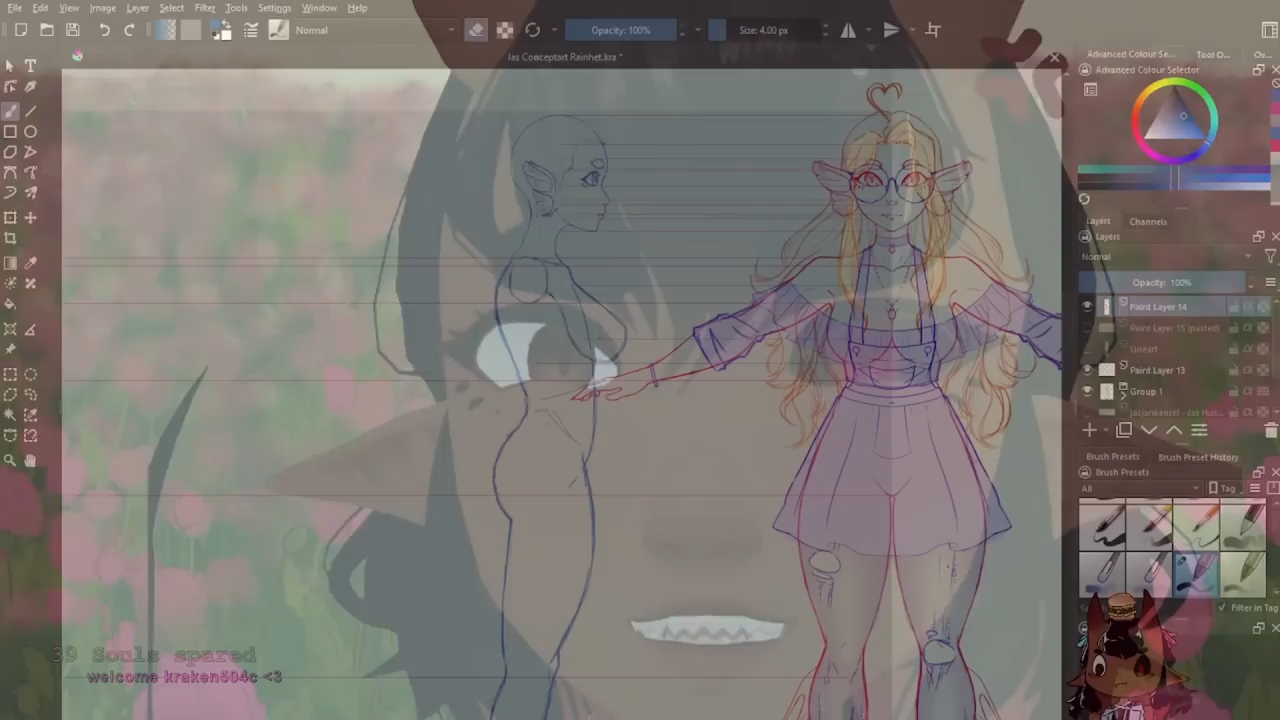 File Edit View Image Layer Select Filter Tools Settings Window Help
Normal
Opacity: 100%
Size: 4.00 px
Jas Conceptart Rainhet.kra *
Advanced Colour Se...
Tool O...
Ov...
Advanced Colour Selector
Layers
Channels
Layers
Normal
Opacity: 100%
Paint Layer 14
Paint Layer 15 (pasted)
Lineart
Paint Layer 13
Group 1
jasjankenset - Jas Hus...
Brush Presets
Brush Preset History
Brush Presets
All
Tag
Filter in Tag
39 Souls spared
welcome kraken504c <3